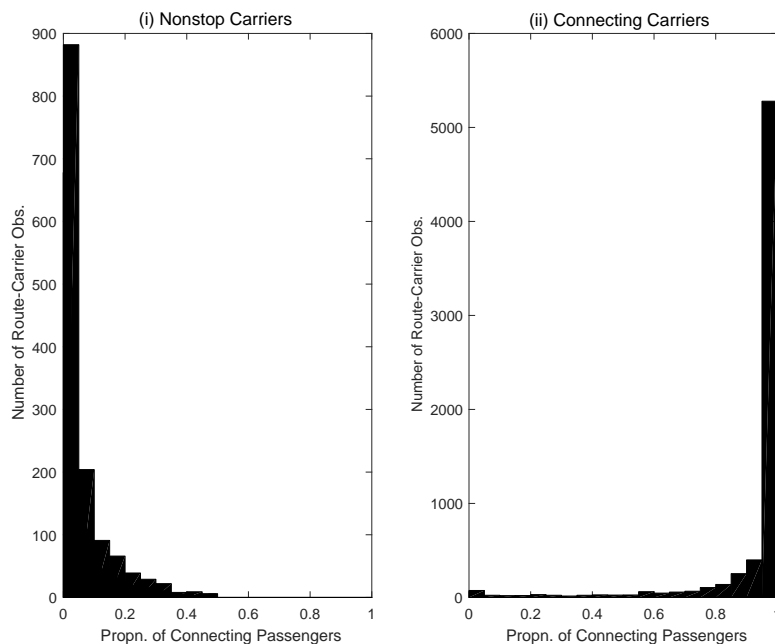 (i) Nonstop Carriers
900
800
700
600
500
400
300
200
100
0
Number of Route-Carrier Obs.
0 0.2 0.4 0.6 0.8 1
Propn. of Connecting Passengers
(ii) Connecting Carriers
6000
5000
4000
3000
2000
1000
0
Number of Route-Carrier Obs.
0 0.2 0.4 0.6 0.8 1
Propn. of Connecting Passengers